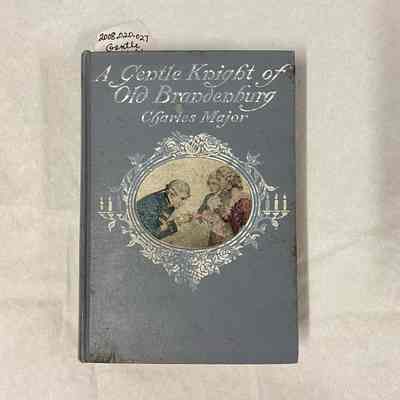 2008.020.027
Gentle
A Gentle Knight of
Old Brandenburg
Charles Major